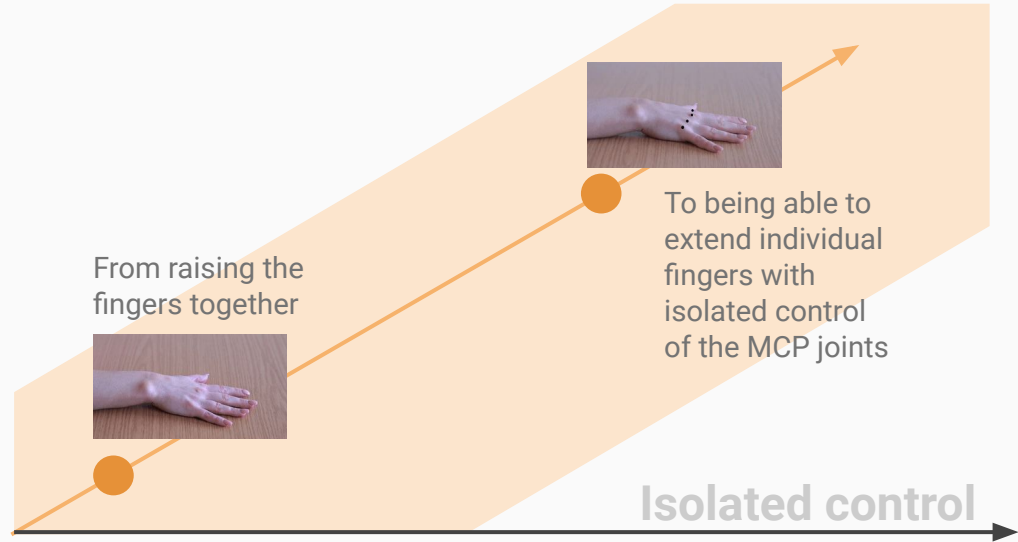 From raising the
fingers together
To being able to
extend individual
fingers with
isolated control
of the MCP joints
Isolated control